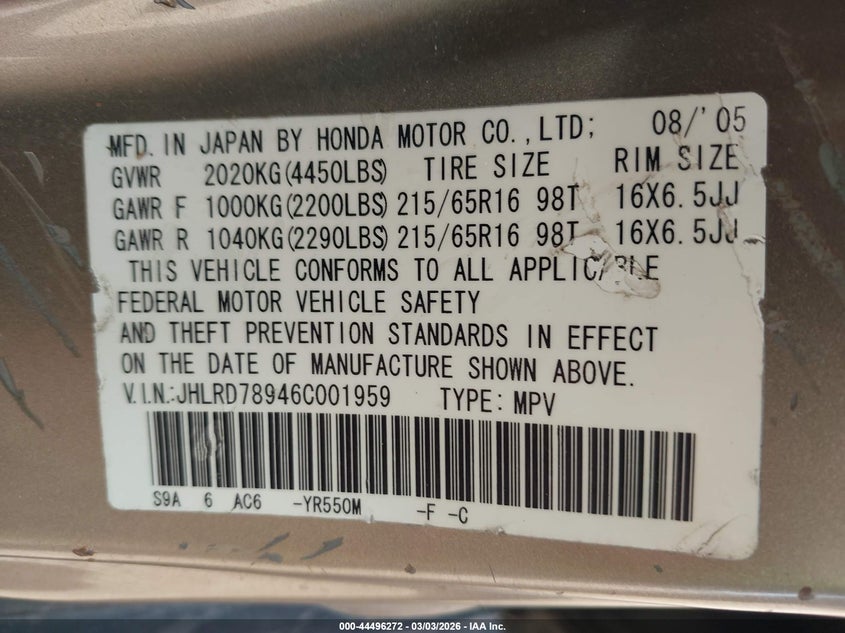 MFD. IN JAPAN BY HONDA MOTOR CO.,LTD; 08/'05
GVWR 2020KG(4450LBS) TIRE SIZE RIM SIZE
GAWR F 1000KG(2200LBS) 215/65R16 98T 16X6.5JJ
GAWR R 1040KG(2290LBS) 215/65R16 98T 16X6.5JJ
THIS VEHICLE CONFORMS TO ALL APPLICABLE
FEDERAL MOTOR VEHICLE SAFETY
AND THEFT PREVENTION STANDARDS IN EFFECT
ON THE DATE OF MANUFACTURE SHOWN ABOVE.
V.I.N.:JHLRD78946C001959 TYPE: MPV
S9A 6 AC6 -YR550M -F -C
000-44496272 — 03/03/2026 — IAA Inc.